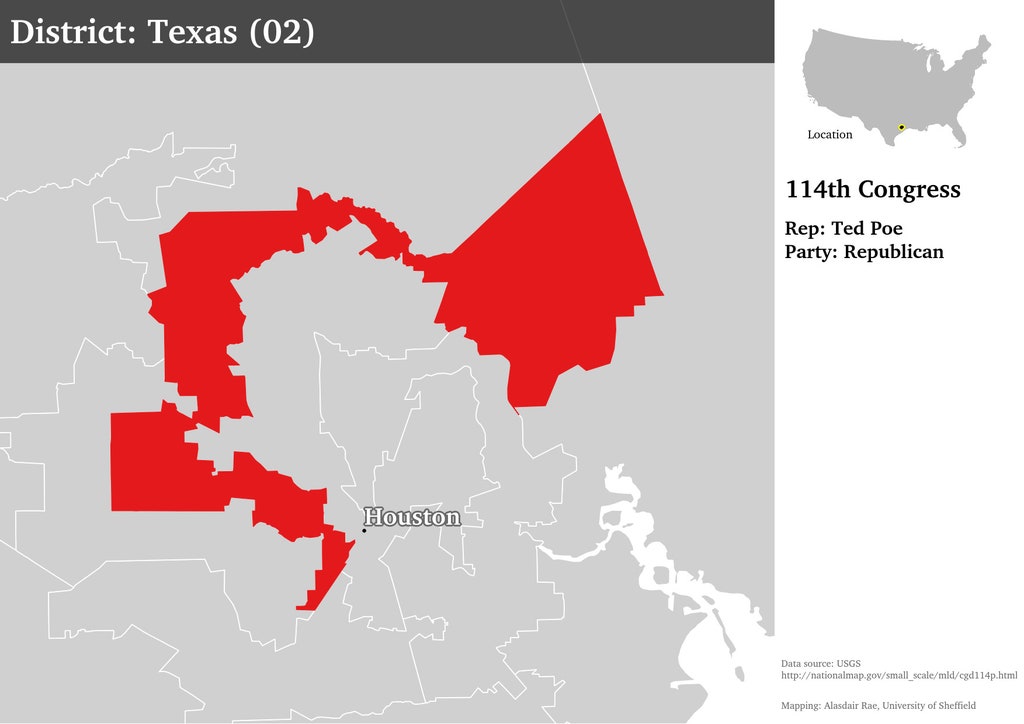 District: Texas (02)
Location
114th Congress
Rep: Ted Poe
Party: Republican
Houston
Data source: USGS
http://nationalmap.gov/small_scale/mld/cgd114p.html
Mapping: Alasdair Rae, University of Sheffield